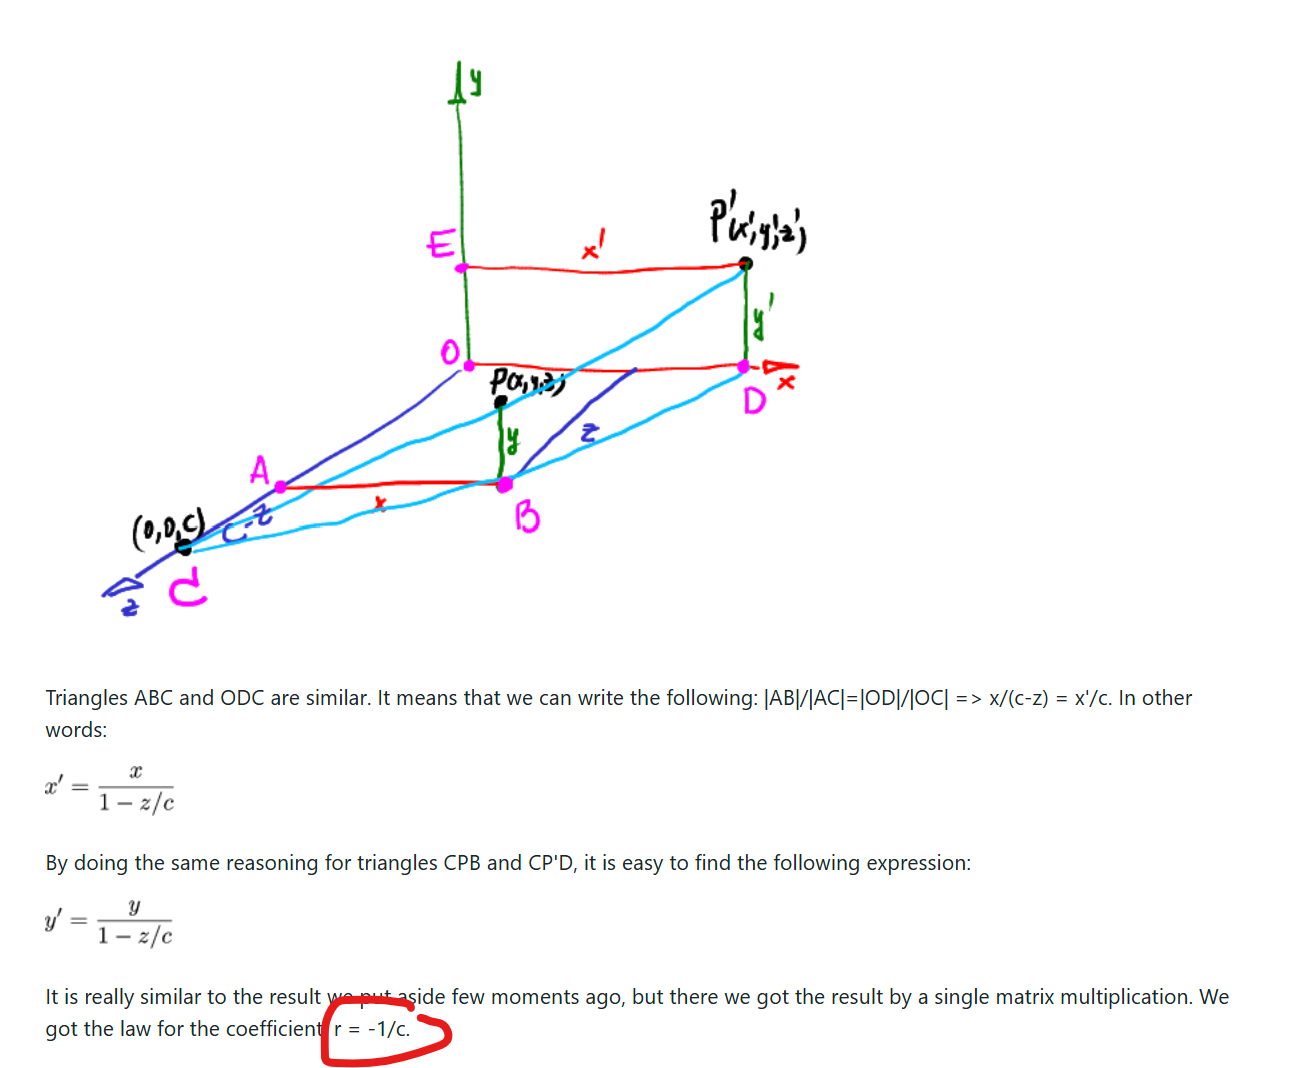 y
E
x'
P'(x',y',z')
y'
O
x
P(x,y,z)
D
y
z
A
x
B
(0,0,c)
c-z
C
z
Triangles ABC and ODC are similar. It means that we can write the following: |AB|/|AC|=|OD|/|OC| => x/(c-z) = x'/c. In other
words:
x′ = x / (1 − z/c)
By doing the same reasoning for triangles CPB and CP'D, it is easy to find the following expression:
y′ = y / (1 − z/c)
It is really similar to the result we put aside few moments ago, but there we got the result by a single matrix multiplication. We
got the law for the coefficient r = -1/c.